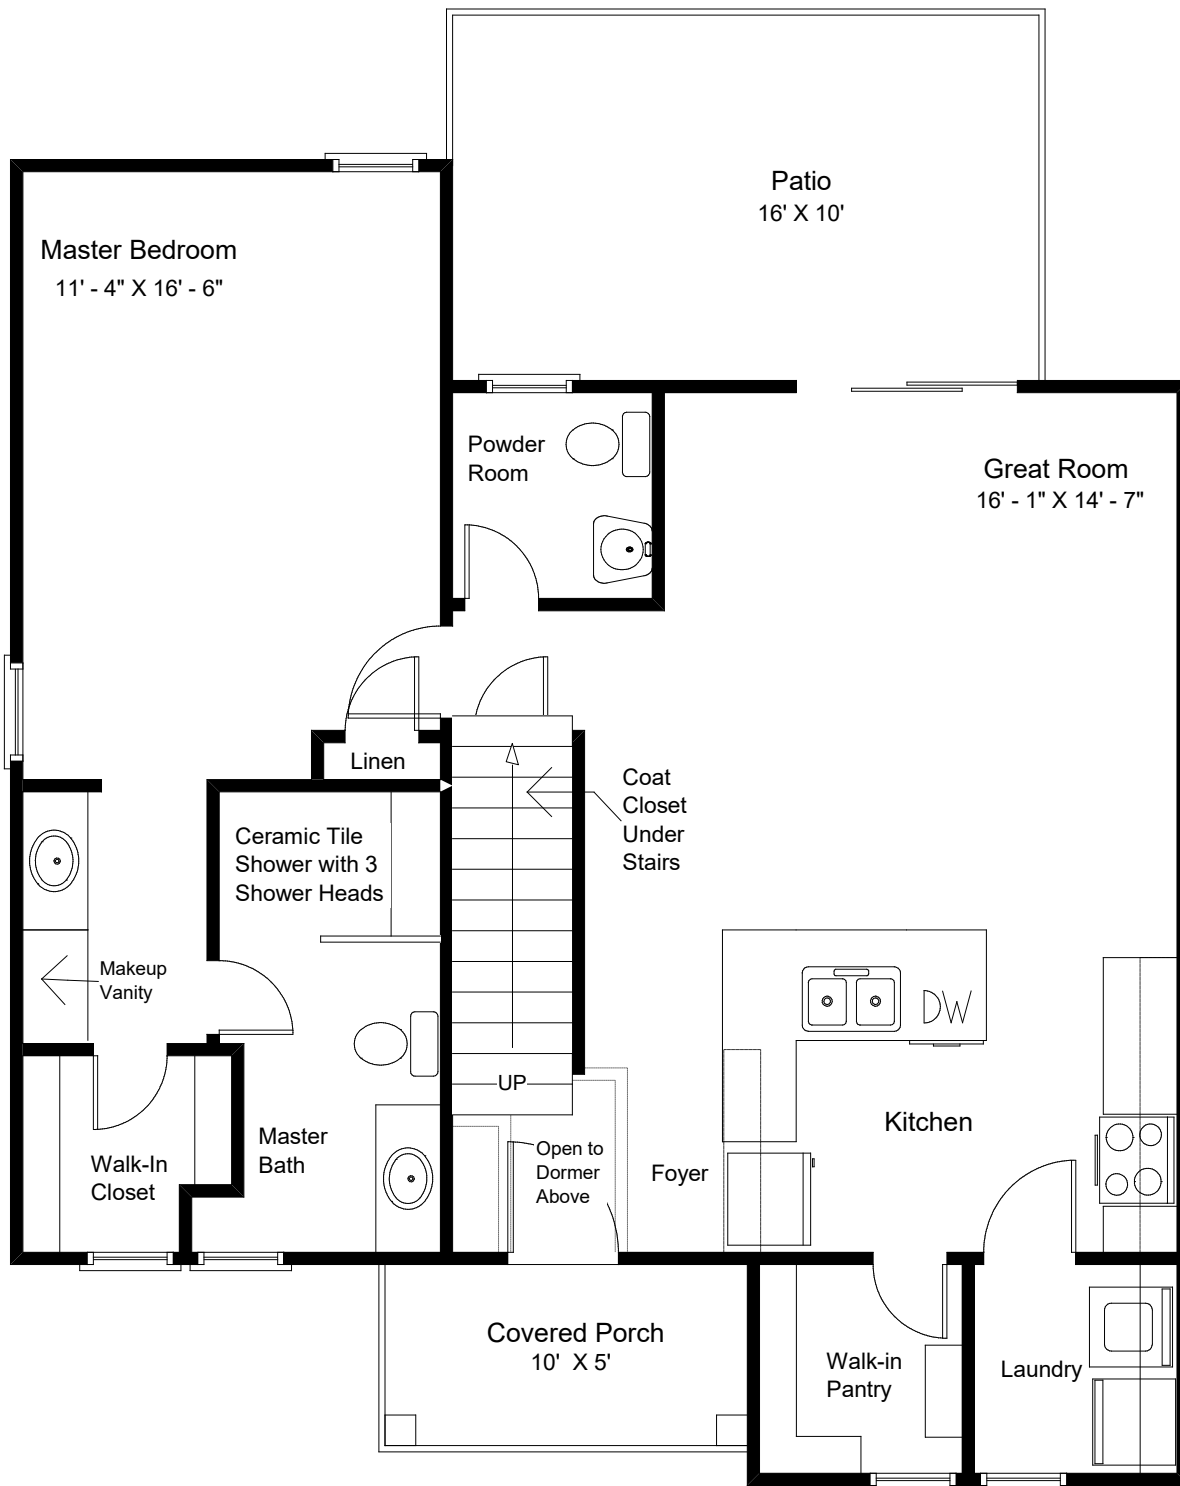 Patio
16' X 10'
Master Bedroom
11' - 4" X 16' - 6"
Powder
Room
Great Room
16' - 1" X 14' - 7"
Linen
Coat
Closet
Under
Stairs
Ceramic Tile
Shower with 3
Shower Heads
Makeup
Vanity
DW
UP
Kitchen
Master
Bath
Open to
Dormer
Above
Foyer
Walk-In
Closet
Covered Porch
10'  X 5'
Walk-in
Pantry
Laundry